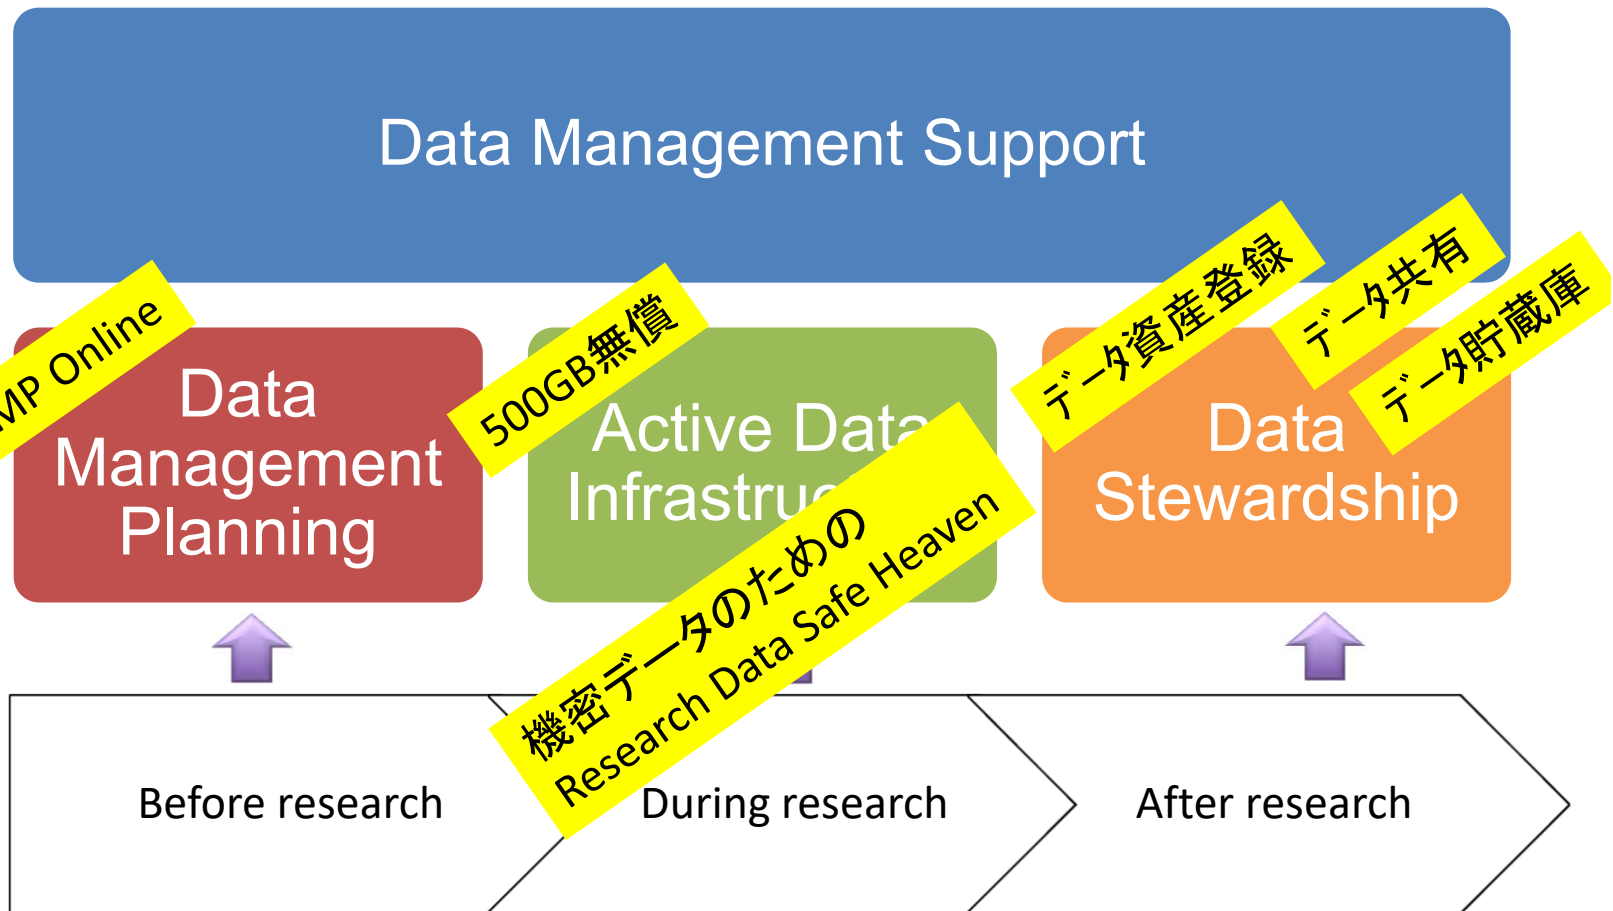 Data Management Support
MP Online
Data
Management
Planning
500GB無償
Active Data
機密データのための
Research Data Safe Heaven
データ資産登録
データ共有
データ貯蔵庫
Data
Stewardship
Before research
During research
After research